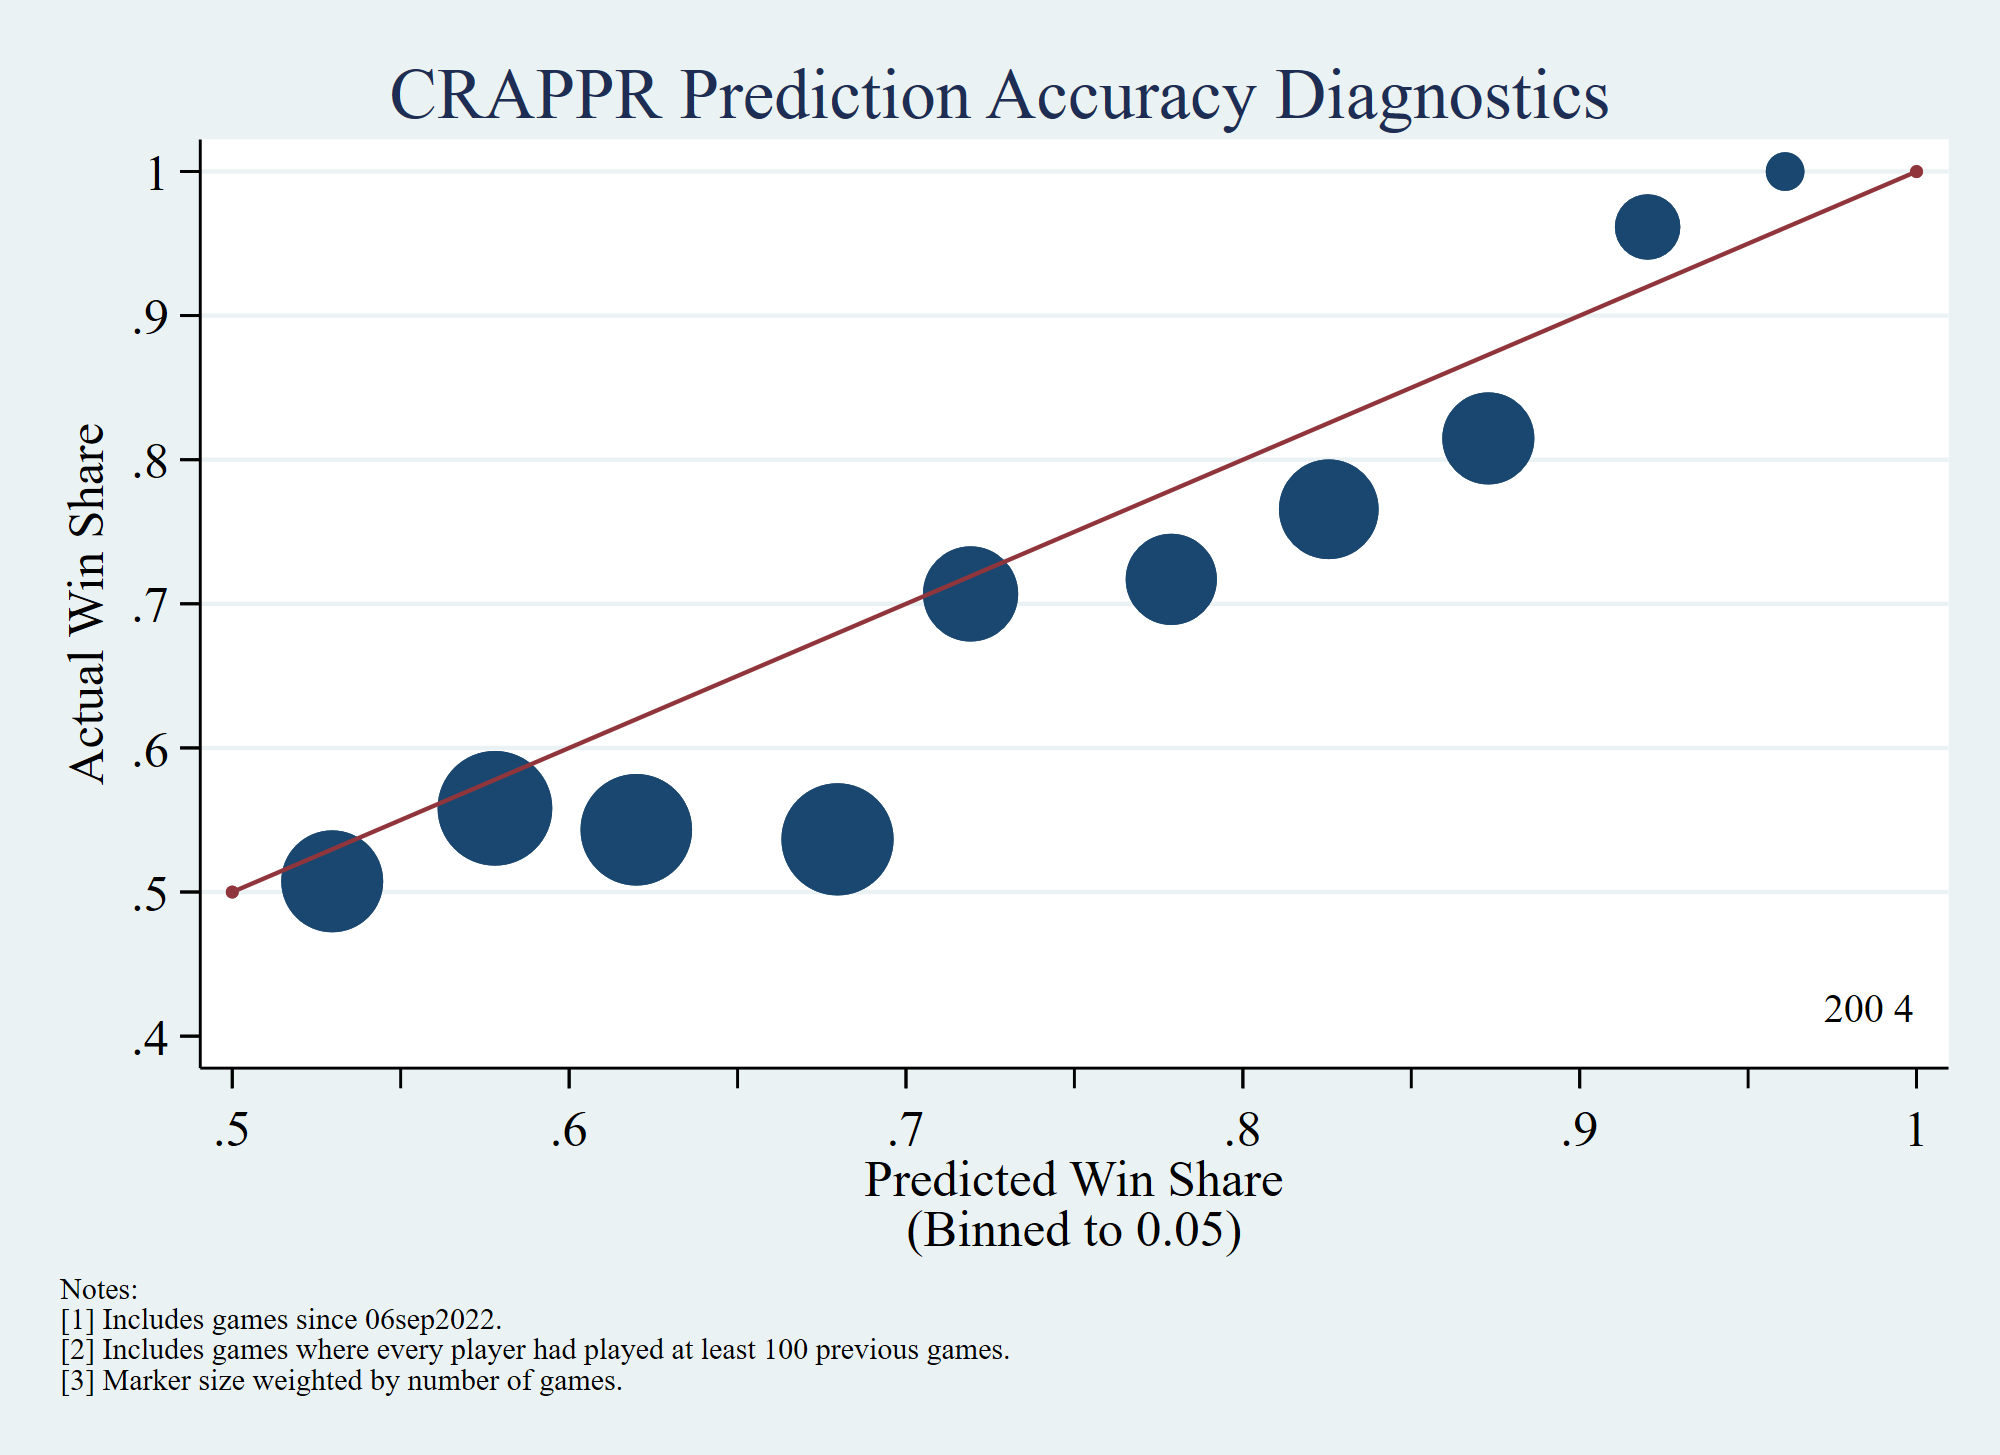 CRAPPR Prediction Accuracy Diagnostics
1
.9
.8
.7
.6
.5
.4
Actual Win Share
200 4
.5 .6 .7 .8 .9 1
Predicted Win Share
(Binned to 0.05)
Notes:
[1] Includes games since 06sep2022.
[2] Includes games where every player had played at least 100 previous games.
[3] Marker size weighted by number of games.